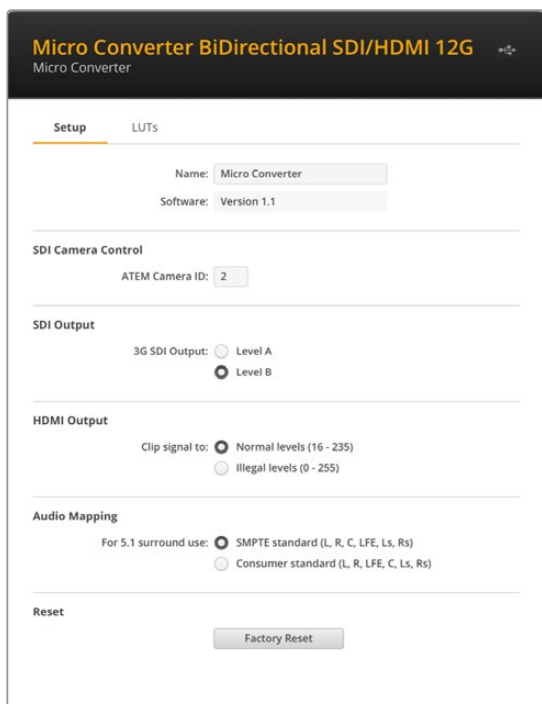 Micro Converter BiDirectional SDI/HDMI 12G
Micro Converter
Setup LUTs
Name: Micro Converter
Software: Version 1.1
SDI Camera Control
ATEM Camera ID: 2
SDI Output
3G SDI Output: Level A
Level B
HDMI Output
Clip signal to: Normal levels (16 - 235)
Illegal levels (0 - 255)
Audio Mapping
For 5.1 surround use: SMPTE standard (L, R, C, LFE, Ls, Rs)
Consumer standard (L, R, LFE, C, Ls, Rs)
Reset
Factory Reset